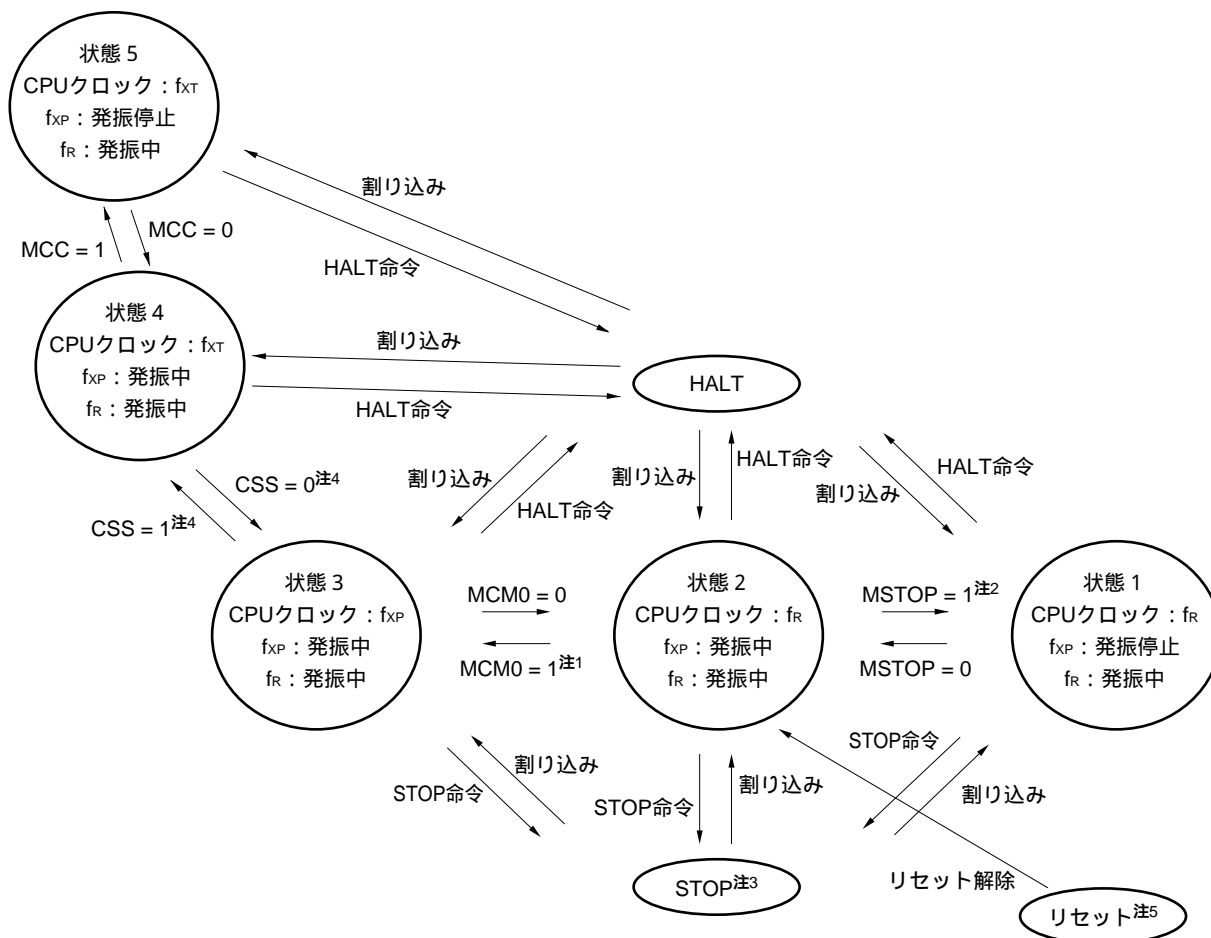 状態 5
CPUクロック：fXT
fXP：発振停止
fR：発振中
割り込み
MCC = 0
MCC = 1
HALT命令
状態 4
CPUクロック：fXT
fXP：発振中
fR：発振中
割り込み
HALT
HALT命令
CSS = 0注4
CSS = 1注4
割り込み
HALT命令
割り込み
HALT命令
HALT命令
割り込み
状態 3
CPUクロック：fXP
fXP：発振中
fR：発振中
MCM0 = 0
MCM0 = 1注1
状態 2
CPUクロック：fR
fXP：発振中
fR：発振中
MSTOP = 1注2
MSTOP = 0
状態 1
CPUクロック：fR
fXP：発振停止
fR：発振中
割り込み
STOP命令
STOP命令
割り込み
STOP命令
割り込み
STOP注3
リセット解除
リセット注5